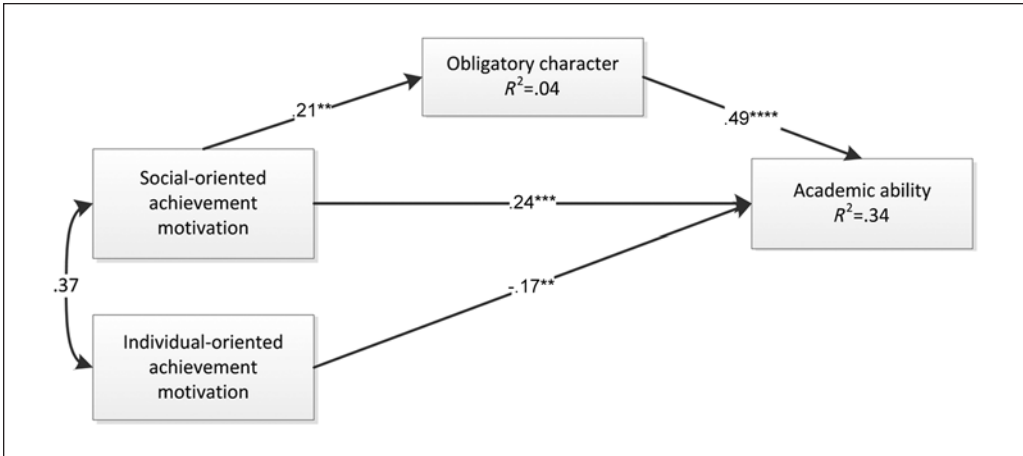 Obligatory character
R²=.04
.21**
.49****
Social-oriented
achievement
motivation
.24***
Academic ability
R²=.34
.37
-.17**
Individual-oriented
achievement
motivation